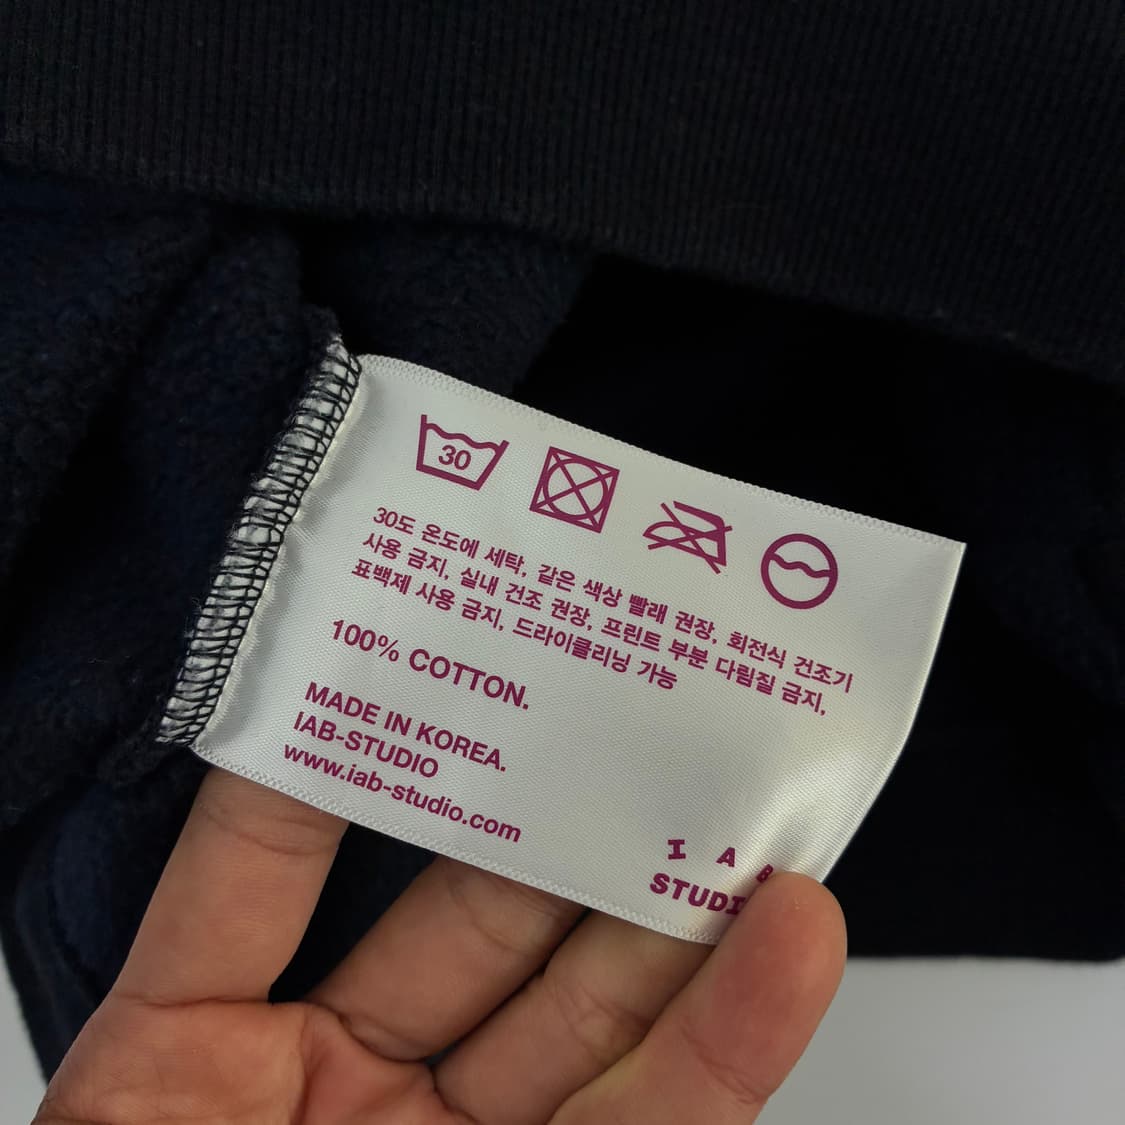 30
30도 온도에 세탁, 같은 색상 빨래 권장, 회전식 건조기
사용 금지, 실내 건조 권장, 프린트 부분 다림질 금지,
표백제 사용 금지, 드라이클리닝 가능
100% COTTON.
MADE IN KOREA.
IAB-STUDIO
www.iab-studio.com
I A B
STUDI